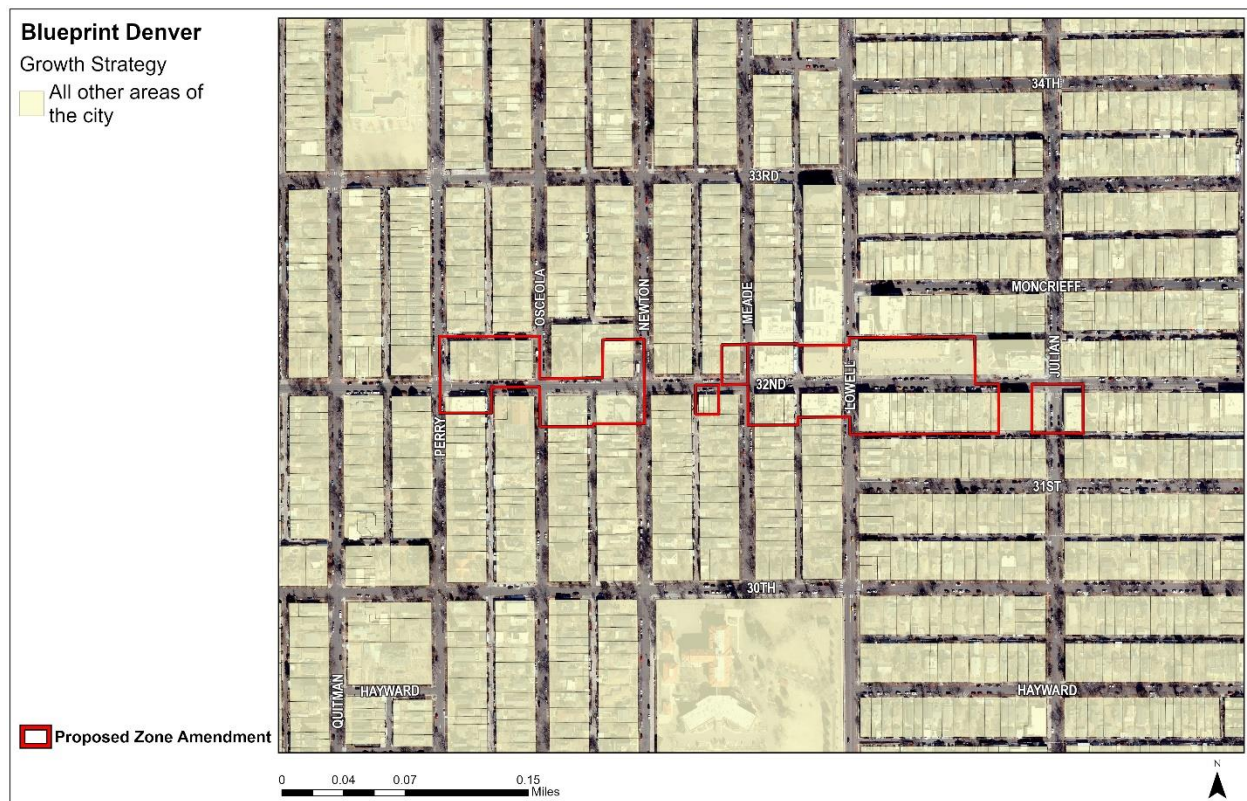 Blueprint Denver
Growth Strategy
All other areas of
the city
34TH
33RD
MONCRIEFF
OSCEOLA
NEWTON
MEADE
JULIAN
32ND
LOWELL
PERRY
31ST
30TH
HAYWARD
HAYWARD
QUITMAN
Proposed Zone Amendment
0 0.04 0.07 0.15
Miles
N